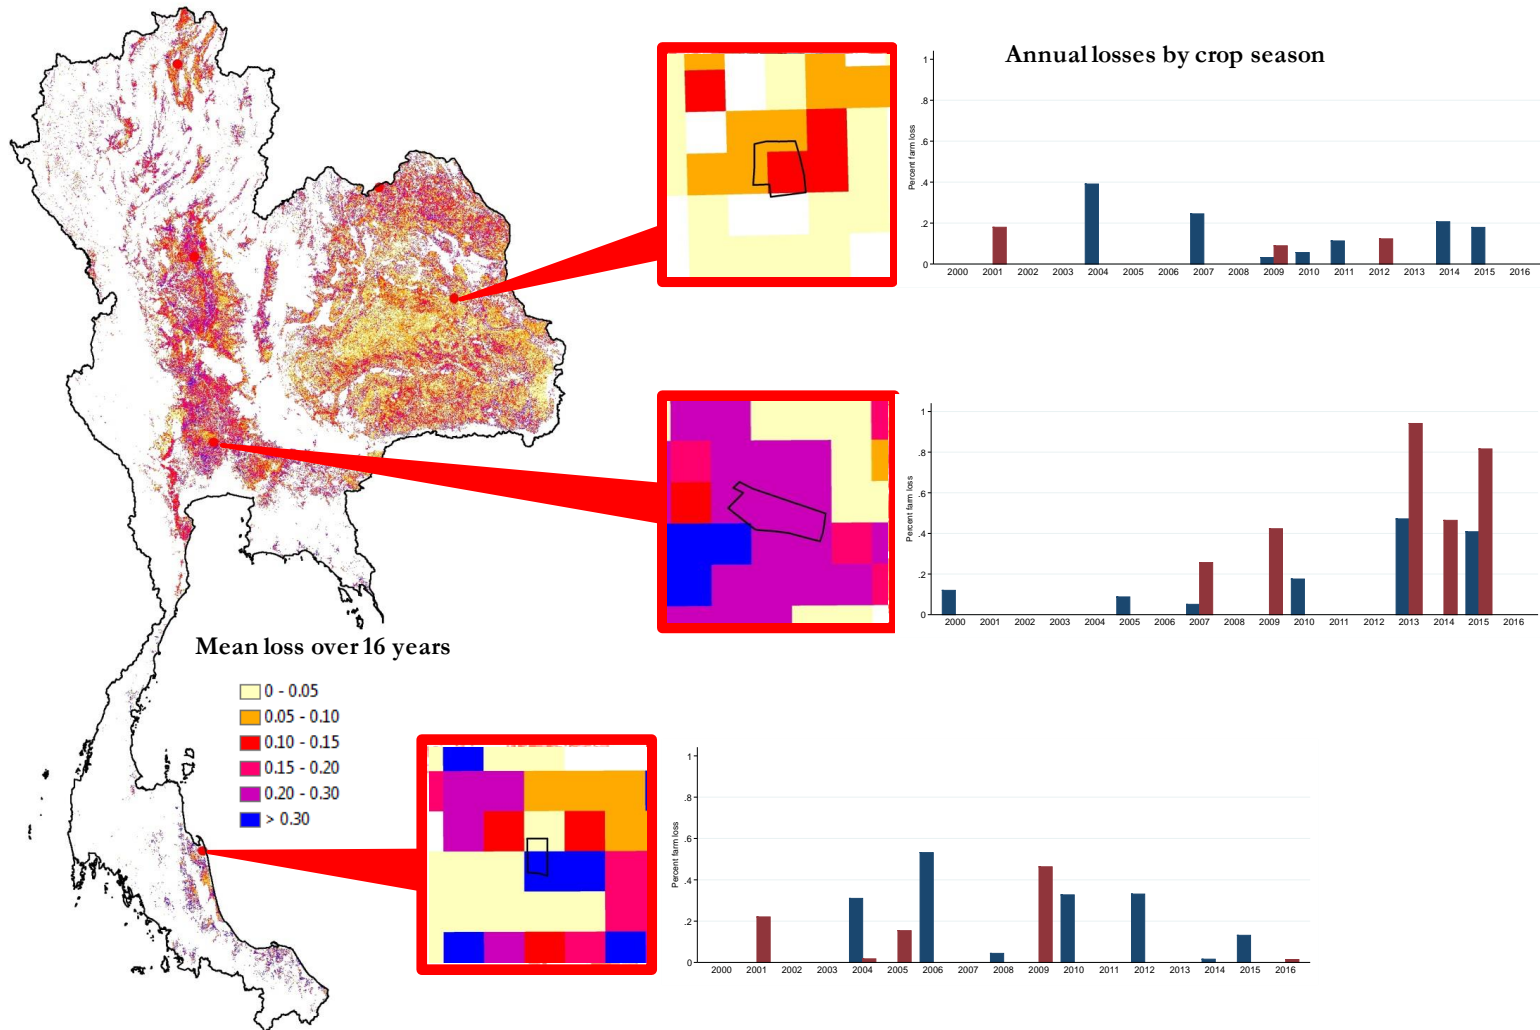 Annual losses by crop season
Percent farm loss
1
.8
.6
.4
.2
0
2000 2001 2002 2003 2004 2005 2006 2007 2008 2009 2010 2011 2012 2013 2014 2015 2016
Percent farm loss
1
.8
.6
.4
.2
0
2000 2001 2002 2003 2004 2005 2006 2007 2008 2009 2010 2011 2012 2013 2014 2015 2016
Mean loss over 16 years
0 - 0.05
0.05 - 0.10
0.10 - 0.15
0.15 - 0.20
0.20 - 0.30
> 0.30
Percent farm loss
1
.8
.6
.4
.2
0
2000 2001 2002 2003 2004 2005 2006 2007 2008 2009 2010 2011 2012 2013 2014 2015 2016